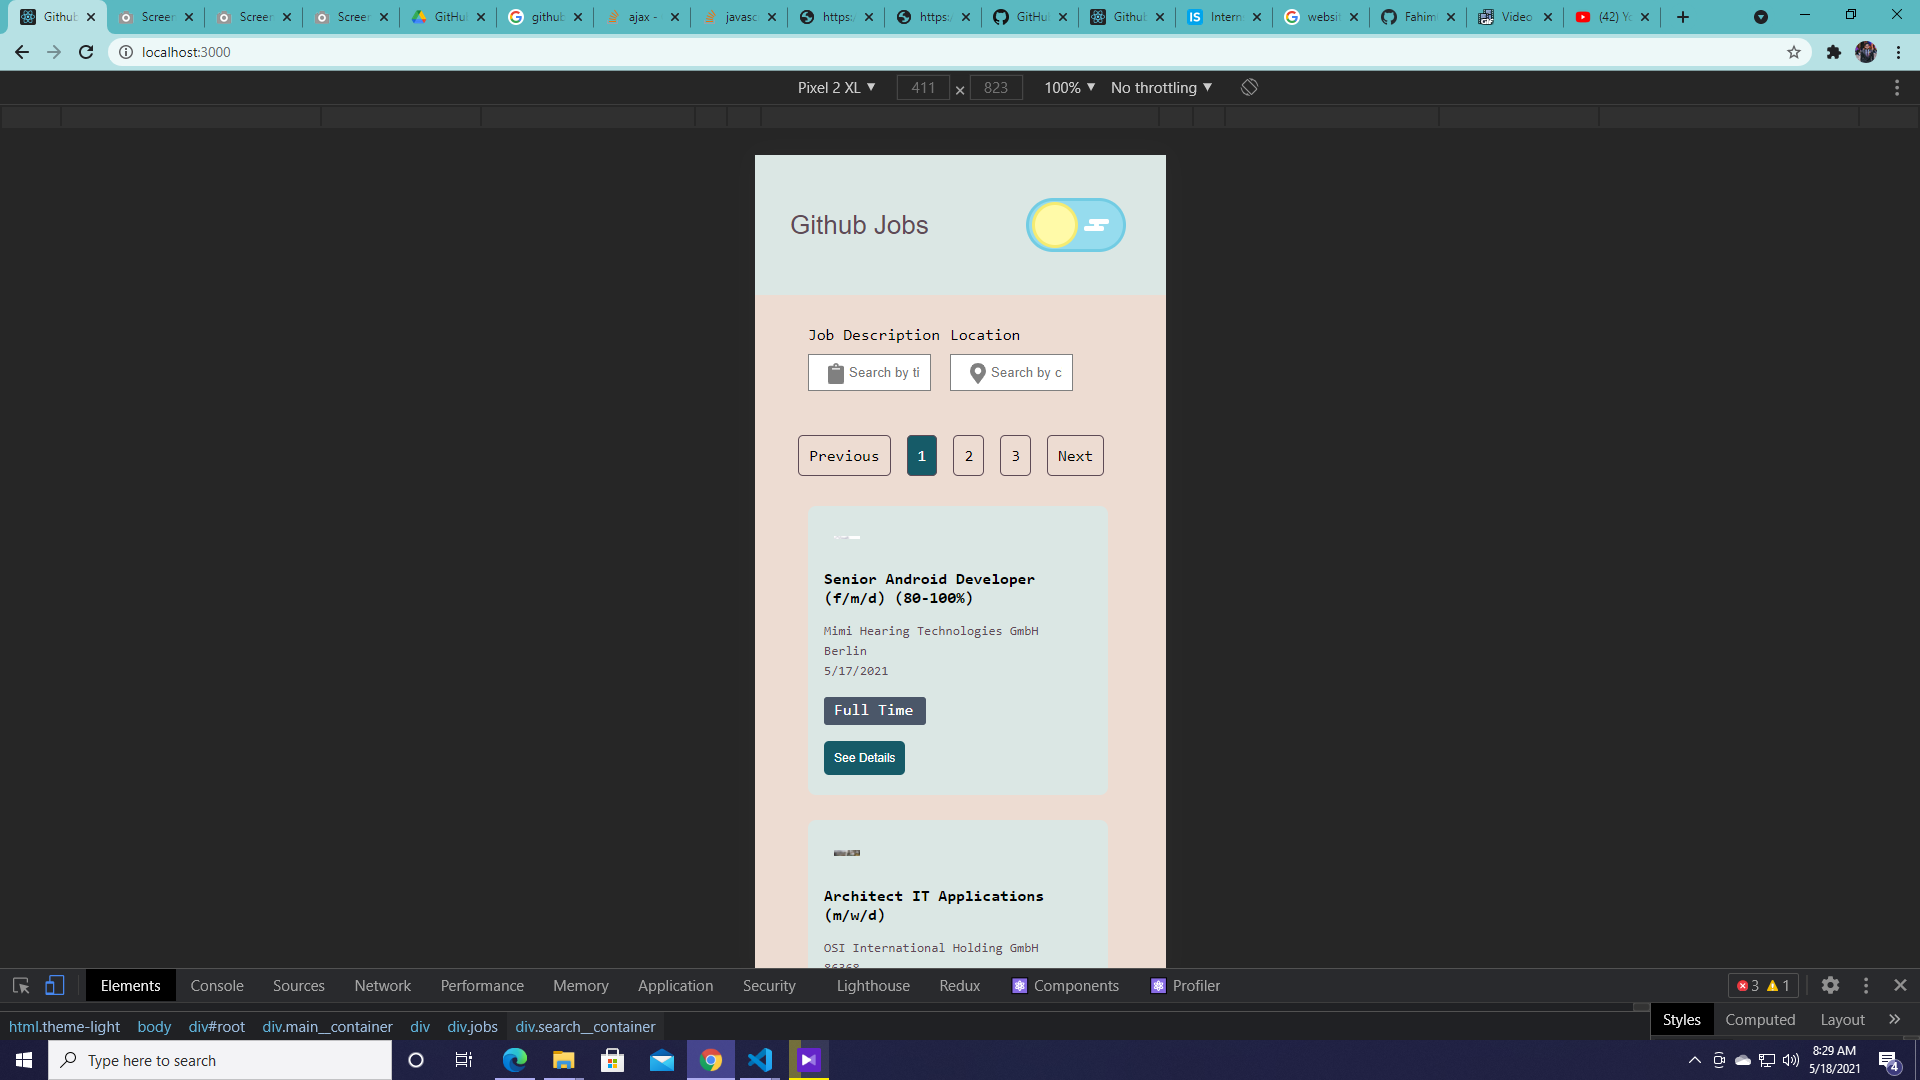 Github
Screen
Screen
Screen
GitHu
github
ajax -
javasc
https:/
https:/
GitHu
Github
Intern
websit
Fahim
Video
(42) Yo
localhost:3000
Pixel 2 XL
411 × 823
100%
No throttling
Github Jobs
Job Description Location
Search by ti
Search by c
Previous 1 2 3 Next
Senior Android Developer
(f/m/d) (80-100%)
Mimi Hearing Technologies GmbH
Berlin
5/17/2021
Full Time
See Details
Architect IT Applications
(m/w/d)
OSI International Holding GmbH
86368
Elements Console Sources Network Performance Memory Application Security Lighthouse Redux Components Profiler 3 1
html.theme-light body div#root div.main__container div div.jobs div.search__container
Styles Computed Layout
Type here to search
8:29 AM
5/18/2021
4